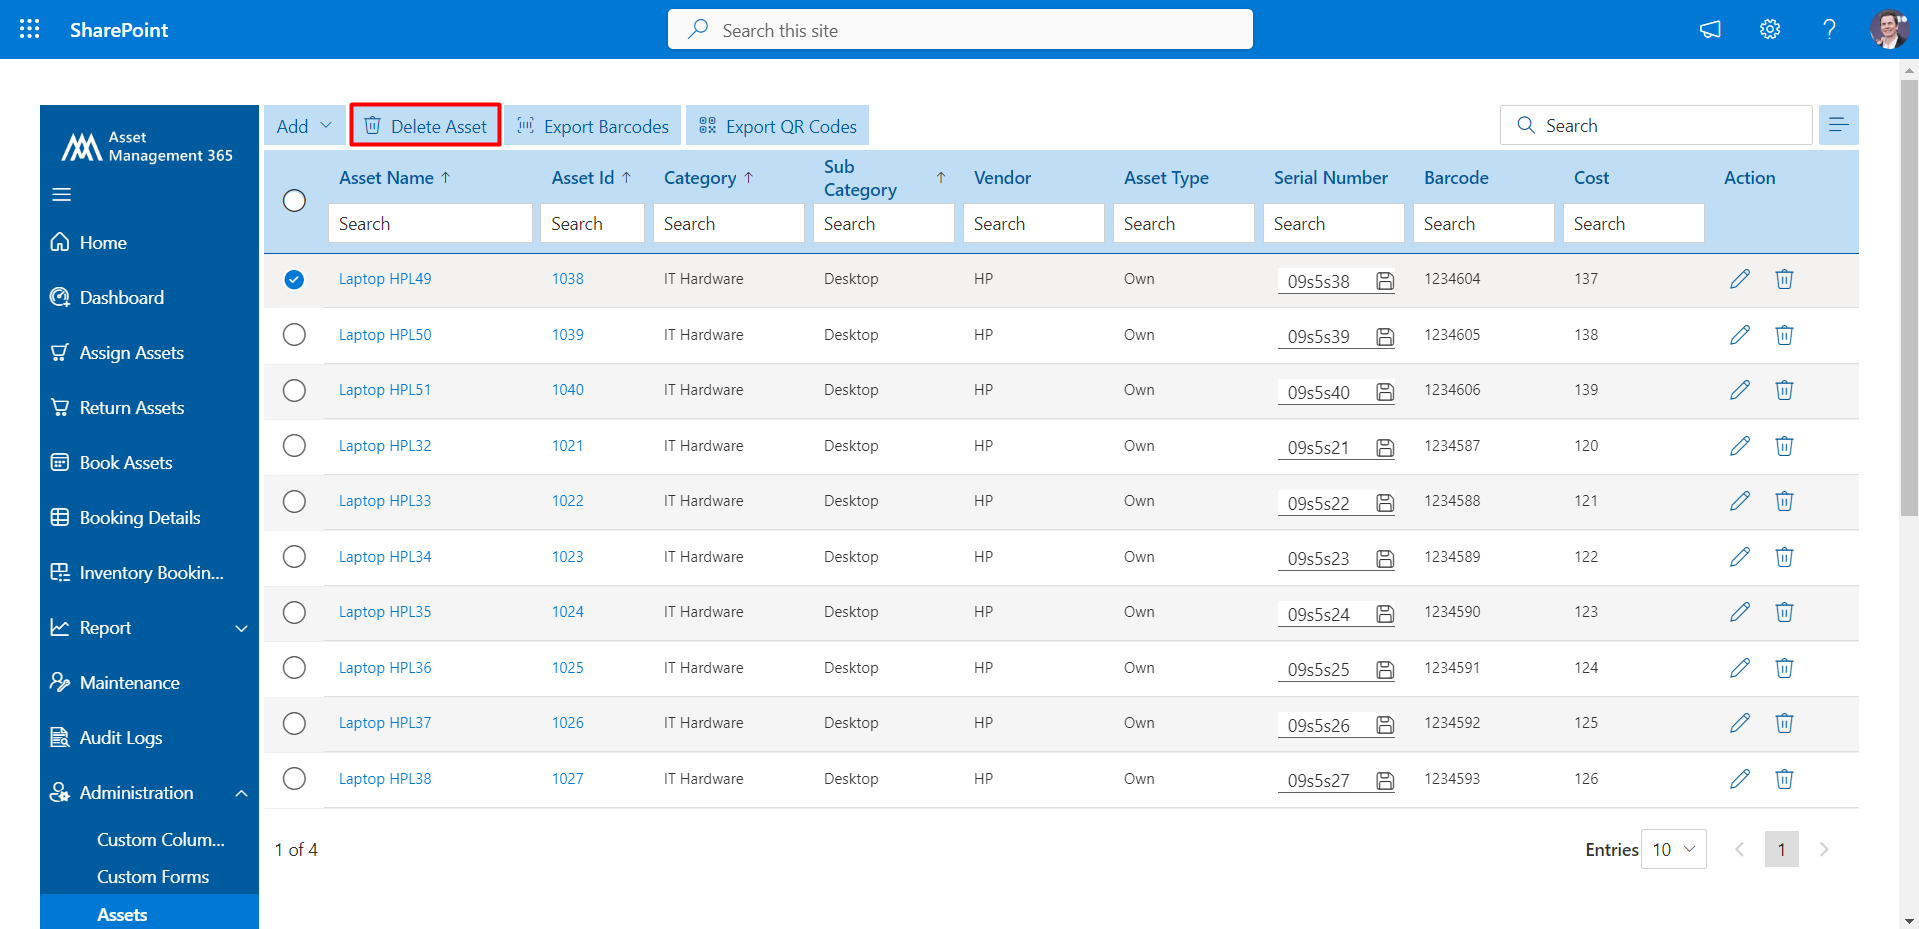 SharePoint
Search this site
Asset
Management 365
Home
Dashboard
Assign Assets
Return Assets
Book Assets
Booking Details
Inventory Bookin...
Report
Maintenance
Audit Logs
Administration
Custom Colum...
Custom Forms
Assets
Add Delete Asset Export Barcodes Export QR Codes Search
Asset Name Asset Id Category Sub Category Vendor Asset Type Serial Number Barcode Cost Action
Search Search Search Search Search Search Search Search Search
Laptop HPL49 1038 IT Hardware Desktop HP Own 09s5s38 1234604 137
Laptop HPL50 1039 IT Hardware Desktop HP Own 09s5s39 1234605 138
Laptop HPL51 1040 IT Hardware Desktop HP Own 09s5s40 1234606 139
Laptop HPL32 1021 IT Hardware Desktop HP Own 09s5s21 1234587 120
Laptop HPL33 1022 IT Hardware Desktop HP Own 09s5s22 1234588 121
Laptop HPL34 1023 IT Hardware Desktop HP Own 09s5s23 1234589 122
Laptop HPL35 1024 IT Hardware Desktop HP Own 09s5s24 1234590 123
Laptop HPL36 1025 IT Hardware Desktop HP Own 09s5s25 1234591 124
Laptop HPL37 1026 IT Hardware Desktop HP Own 09s5s26 1234592 125
Laptop HPL38 1027 IT Hardware Desktop HP Own 09s5s27 1234593 126
1 of 4 Entries 10 1